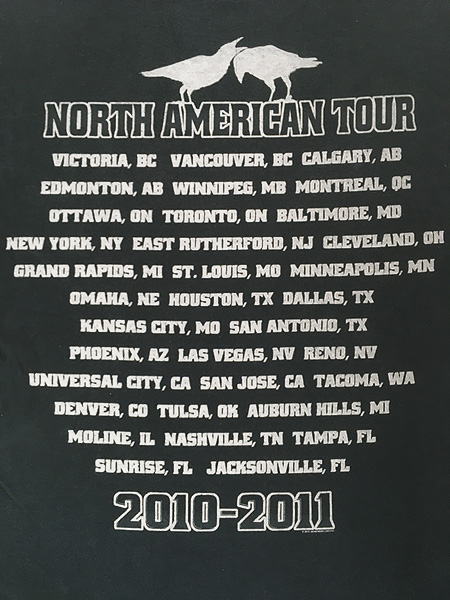 NORTH AMERICAN TOUR
VICTORIA, BC VANCOUVER, BC CALGARY, AB
EDMONTON, AB WINNIPEG, MB MONTREAL, QC
OTTAWA, ON TORONTO, ON BALTIMORE, MD
NEW YORK, NY EAST RUTHERFORD, NJ CLEVELAND, OH
GRAND RAPIDS, MI ST. LOUIS, MO MINNEAPOLIS, MN
OMAHA, NE HOUSTON, TX DALLAS, TX
KANSAS CITY, MO SAN ANTONIO, TX
PHOENIX, AZ LAS VEGAS, NV RENO, NV
UNIVERSAL CITY, CA SAN JOSE, CA TACOMA, WA
DENVER, CO TULSA, OK AUBURN HILLS, MI
MOLINE, IL NASHVILLE, TN TAMPA, FL
SUNRISE, FL JACKSONVILLE, FL
2010-2011